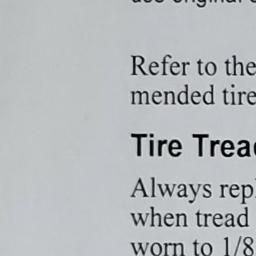 Refer to the
mended tire
Tire Trea
Always repl
when tread
worn to 1/8